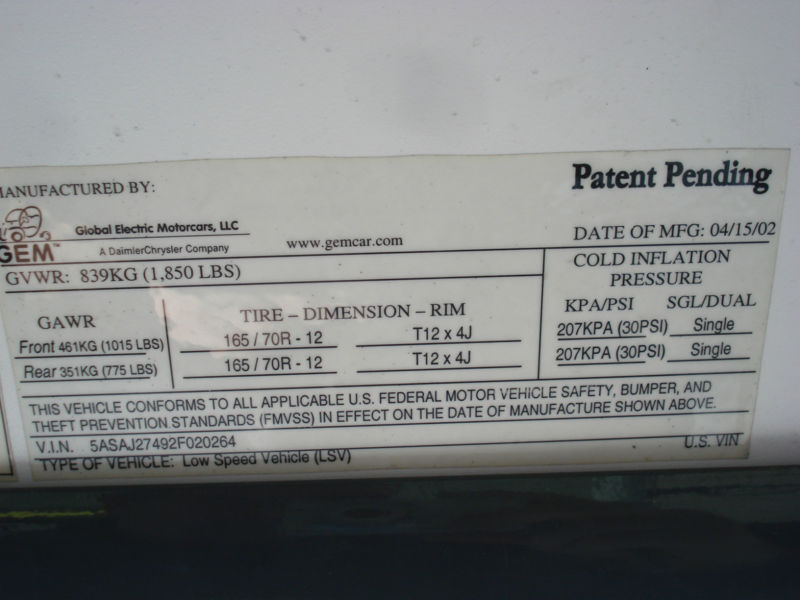 MANUFACTURED BY:
Patent Pending
GEM™
Global Electric Motorcars, LLC
A DaimlerChrysler Company
www.gemcar.com
DATE OF MFG: 04/15/02
GVWR: 839KG (1,850 LBS)
COLD INFLATION
PRESSURE
GAWR
TIRE – DIMENSION – RIM
KPA/PSI SGL/DUAL
Front 461KG (1015 LBS) 165 / 70R - 12 T12 x 4J 207KPA (30PSI) Single
Rear 351KG (775 LBS) 165 / 70R - 12 T12 x 4J 207KPA (30PSI) Single
THIS VEHICLE CONFORMS TO ALL APPLICABLE U.S. FEDERAL MOTOR VEHICLE SAFETY, BUMPER, AND
THEFT PREVENTION STANDARDS (FMVSS) IN EFFECT ON THE DATE OF MANUFACTURE SHOWN ABOVE.
V.I.N. 5ASAJ27492F020264 U.S. VIN
TYPE OF VEHICLE: Low Speed Vehicle (LSV)